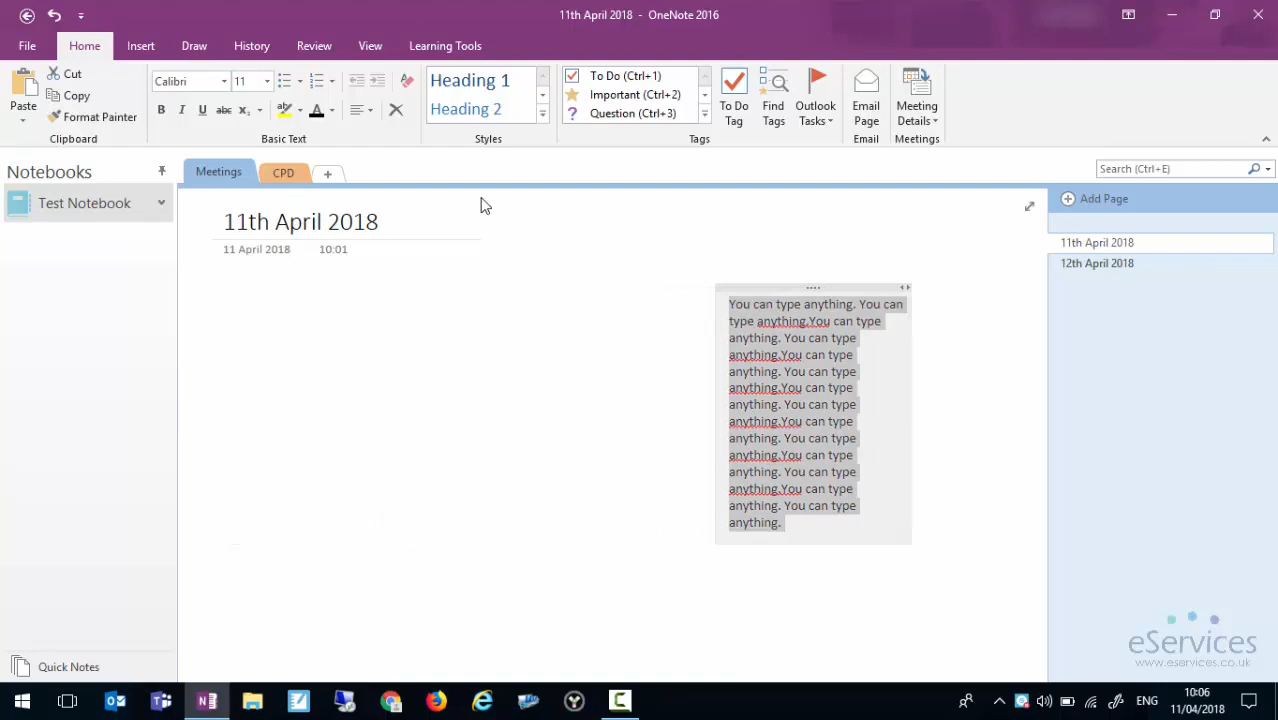 11th April 2018 - OneNote 2016
File Home Insert Draw History Review View Learning Tools
Cut
Copy
Format Painter
Paste
Clipboard
Calibri 11
B I U abc X₂ A
Basic Text
Heading 1
Heading 2
Styles
To Do (Ctrl+1)
Important (Ctrl+2)
Question (Ctrl+3)
Tags
To Do Tag
Find Tags
Outlook Tasks
Email Page
Email
Meeting Details
Meetings
Notebooks
Test Notebook
Meetings CPD
Search (Ctrl+E)
11th April 2018
11 April 2018 10:01
You can type anything. You can
type anything.You can type
anything. You can type
anything.You can type
anything. You can type
anything.You can type
anything. You can type
anything.You can type
anything. You can type
anything.You can type
anything. You can type
anything.You can type
anything. You can type
anything.
Add Page
11th April 2018
12th April 2018
Quick Notes
eServices
www.eservices.co.uk
ENG
10:06
11/04/2018